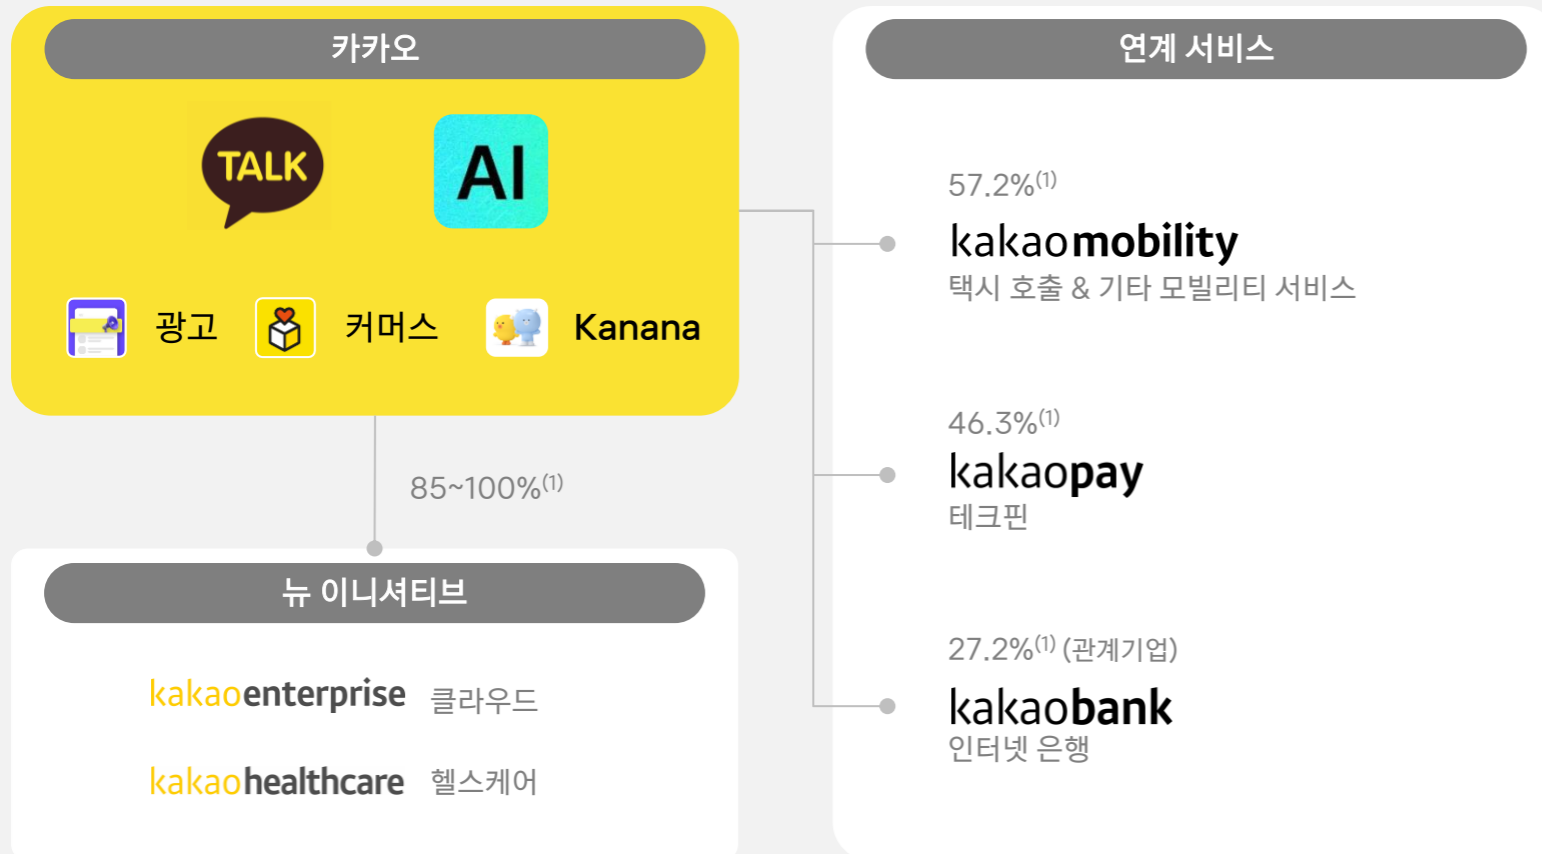 카카오
TALK
AI
광고
커머스
Kanana
85~100%(1)
뉴 이니셔티브
kakaoenterprise 클라우드
kakaohealthcare 헬스케어
연계 서비스
57.2%(1)
kakaomobility
택시 호출 & 기타 모빌리티 서비스
46.3%(1)
kakaopay
테크핀
27.2%(1) (관계기업)
kakaobank
인터넷 은행